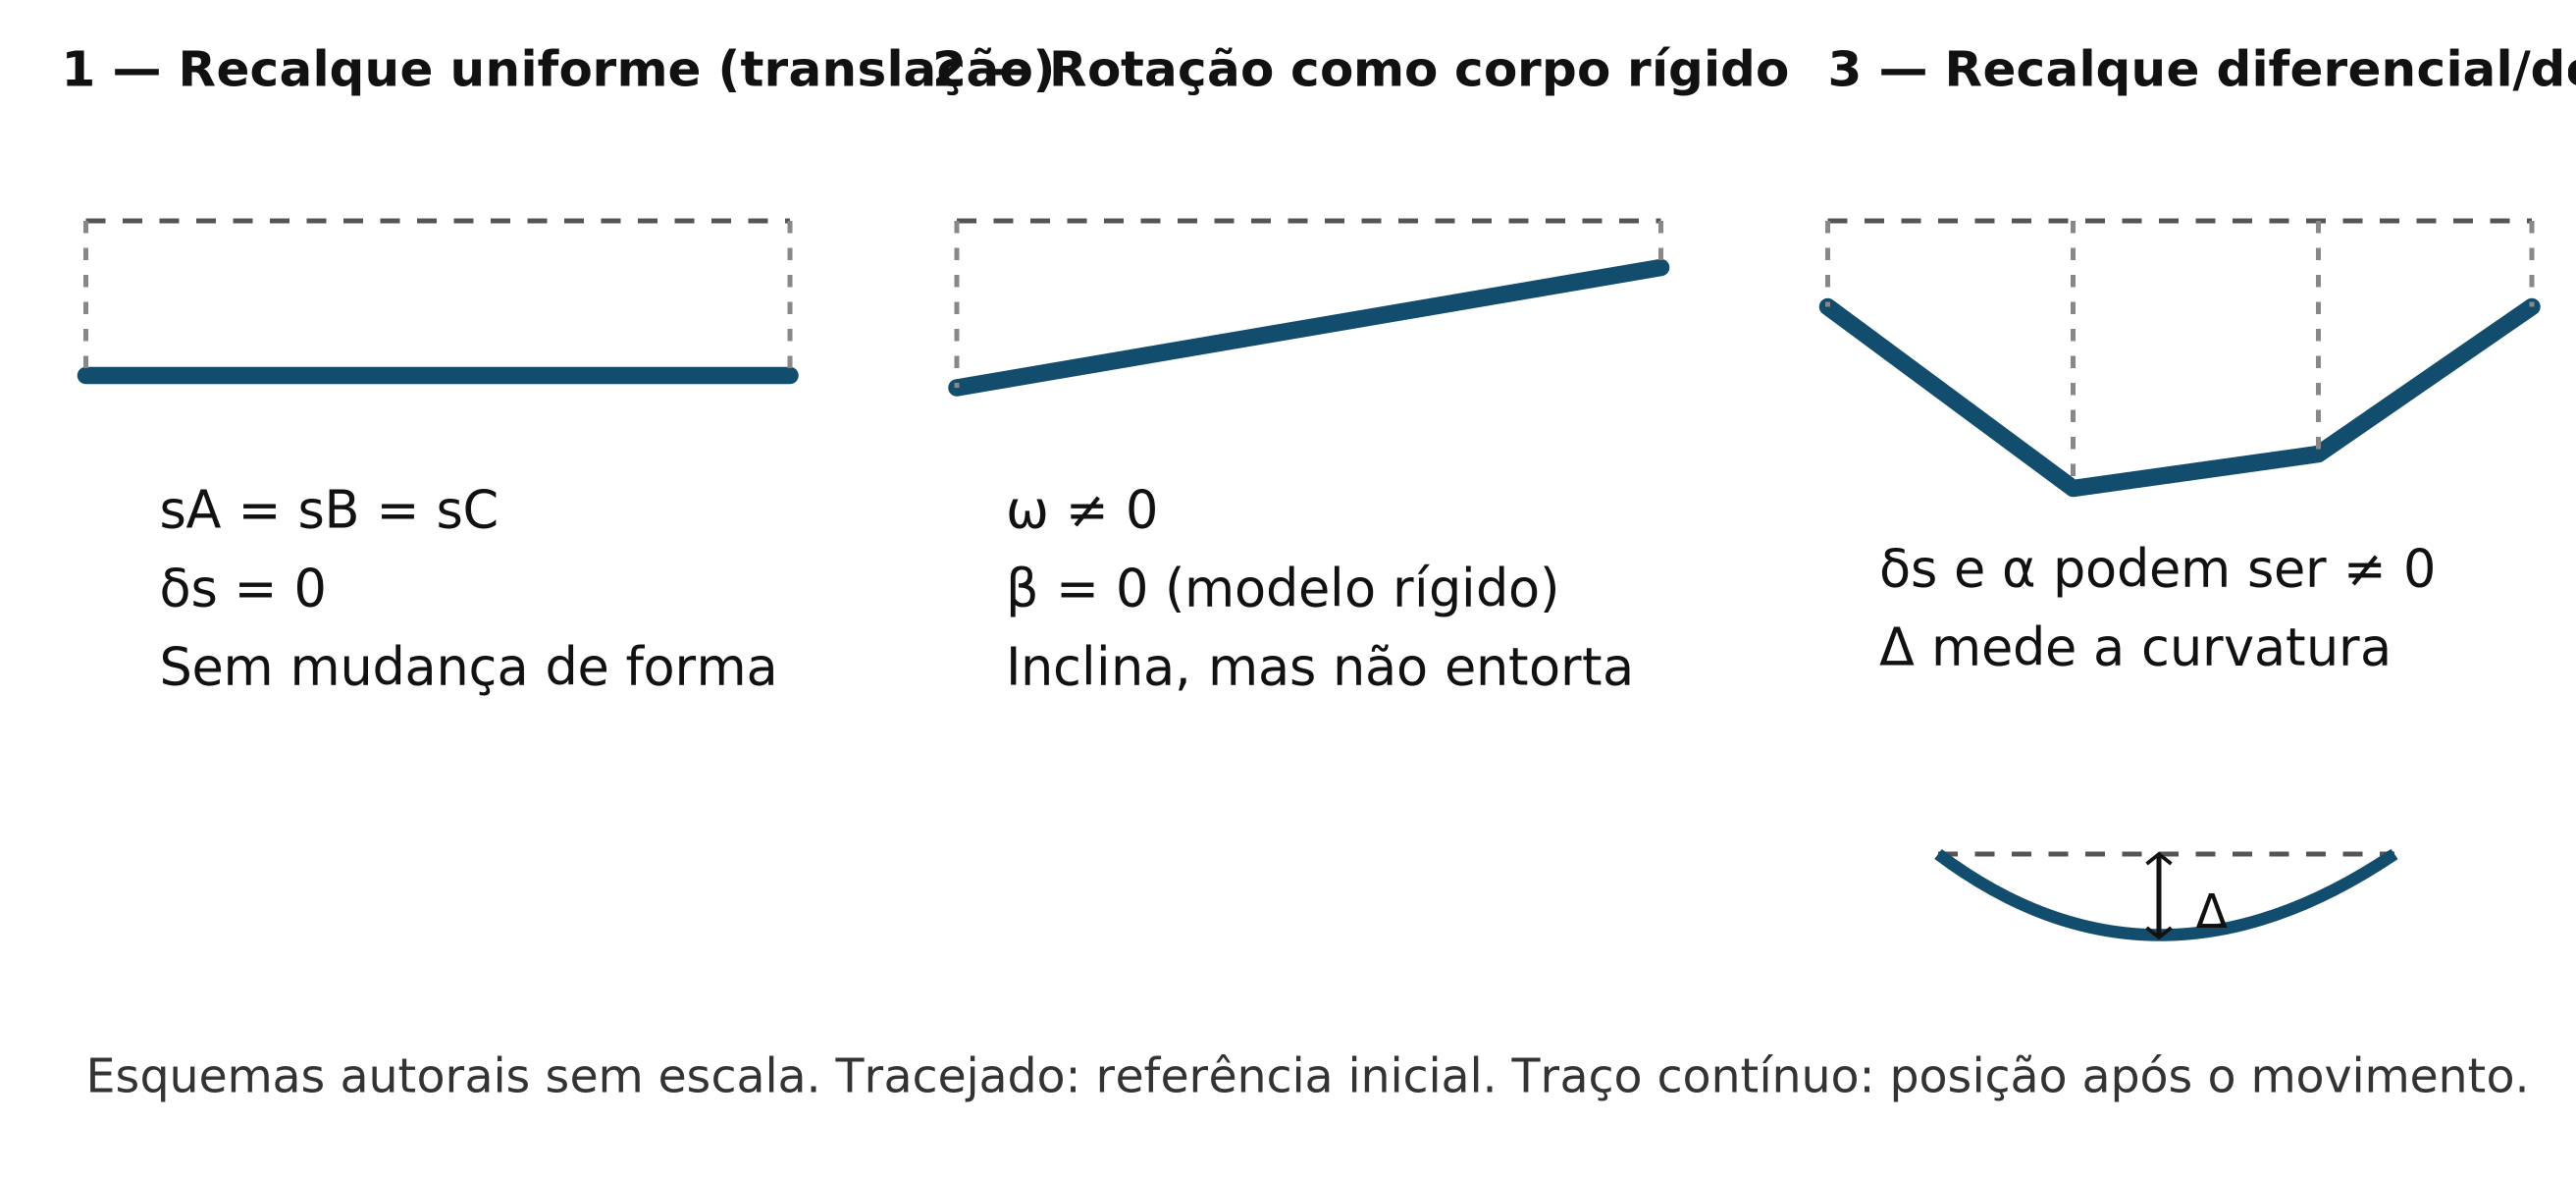 1 — Recalque uniforme (translação)
2 — Rotação como corpo rígido
3 — Recalque diferencial/
sA = sB = sC
δs = 0
Sem mudança de forma
ω ≠ 0
β = 0 (modelo rígido)
Inclina, mas não entorta
δs e α podem ser ≠ 0
Δ mede a curvatura
Δ
Esquemas autorais sem escala. Tracejado: referência inicial. Traço contínuo: posição após o movimento.